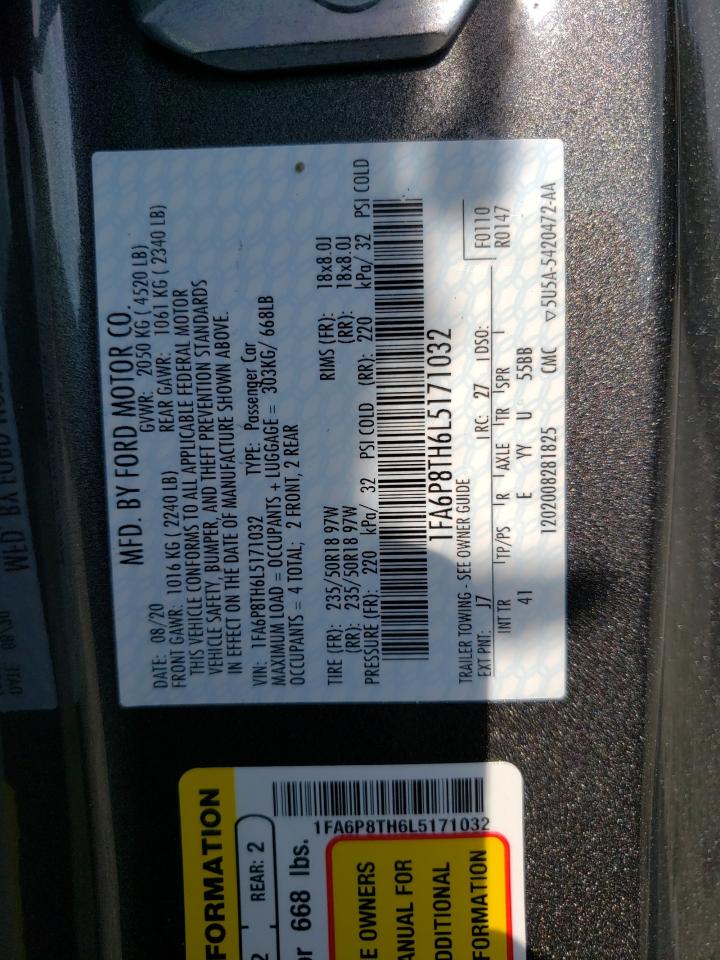 MFD. BY FORD MOTOR CO.
DATE: 08/20 GVWR: 2050 KG ( 4520 LB)
FRONT GAWR: 1016 KG ( 2240 LB) REAR GAWR: 1061 KG ( 2340 LB)
THIS VEHICLE CONFORMS TO ALL APPLICABLE FEDERAL MOTOR
VEHICLE SAFETY, BUMPER, AND THEFT PREVENTION STANDARDS
IN EFFECT ON THE DATE OF MANUFACTURE SHOWN ABOVE.
VIN: 1FA6P8TH6L5171032 TYPE: Passenger Car
MAXIMUM LOAD = OCCUPANTS + LUGGAGE = 303KG/ 668LB
OCCUPANTS = 4 TOTAL; 2 FRONT, 2 REAR
TIRE (FR): 235/50R18 97W RIMS (FR): 18x8.0J
(RR): 235/50R18 97W (RR): 18x8.0J
PRESSURE (FR): 220 kPa/ 32 PSI COLD (RR): 220 kPa/ 32 PSI COLD
1FA6P8TH6L5171032
TRAILER TOWING - SEE OWNER GUIDE F0110
EXT PNT: J7 RC: 27 DSO: R0147
INT TR TP/PS R AXLE TR SPR
41 E YY U 55BB
1202008281825 CMC ▽5U5A-5420472-AA
1FA6P8TH6L5171032
FORMATION
2 REAR: 2
or 668 lbs.
E OWNERS
ANUAL FOR
DDITIONAL
FORMATION